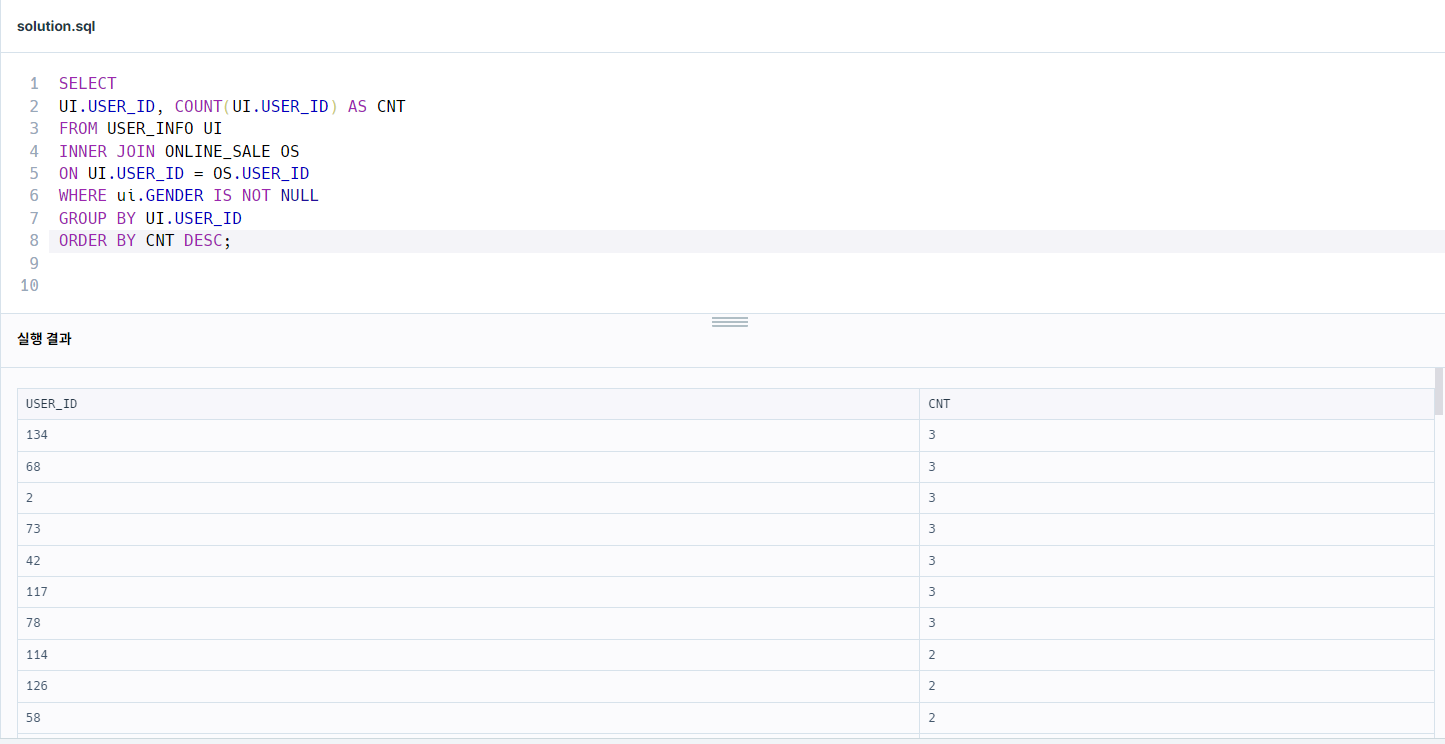 solution.sql
1 SELECT
2 UI.USER_ID, COUNT(UI.USER_ID) AS CNT
3 FROM USER_INFO UI
4 INNER JOIN ONLINE_SALE OS
5 ON UI.USER_ID = OS.USER_ID
6 WHERE ui.GENDER IS NOT NULL
7 GROUP BY UI.USER_ID
8 ORDER BY CNT DESC;
9
10
실행 결과
USER_ID CNT
134 3
68 3
2 3
73 3
42 3
117 3
78 3
114 2
126 2
58 2